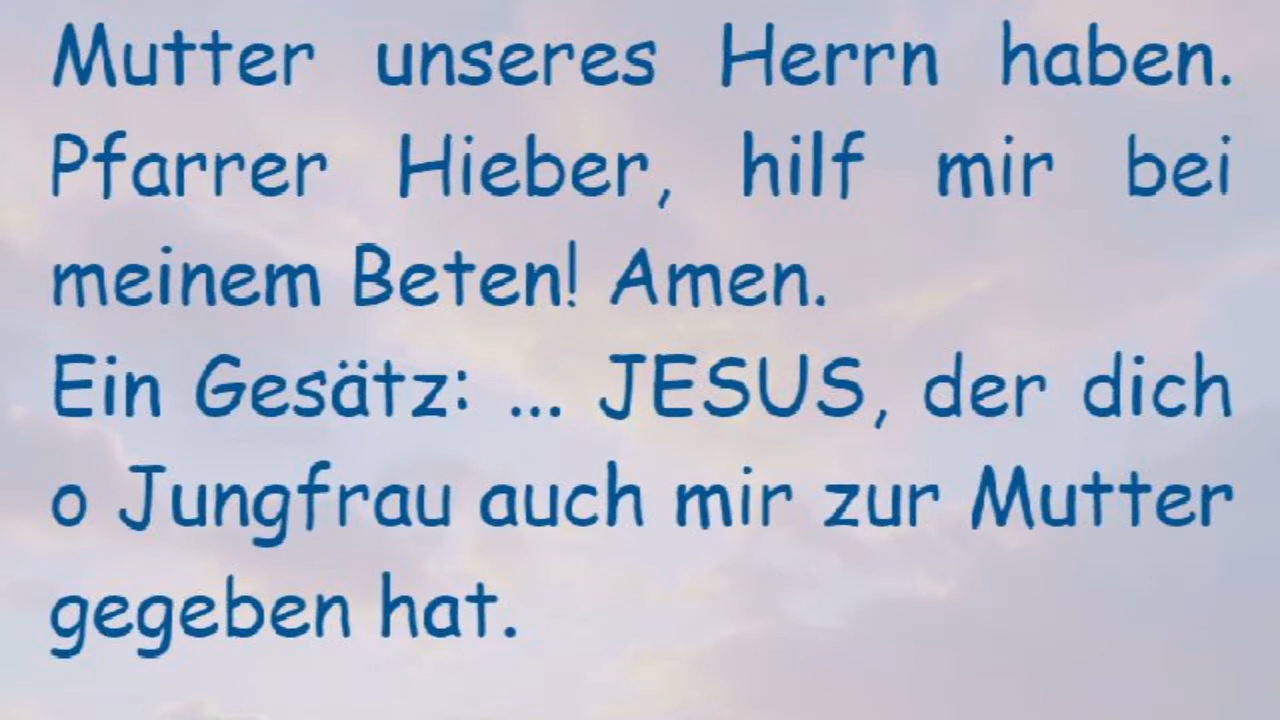 Mutter unseres Herrn haben.
Pfarrer Hieber, hilf mir bei
meinem Beten! Amen.
Ein Gesätz: ... JESUS, der dich
o Jungfrau auch mir zur Mutter
gegeben hat.